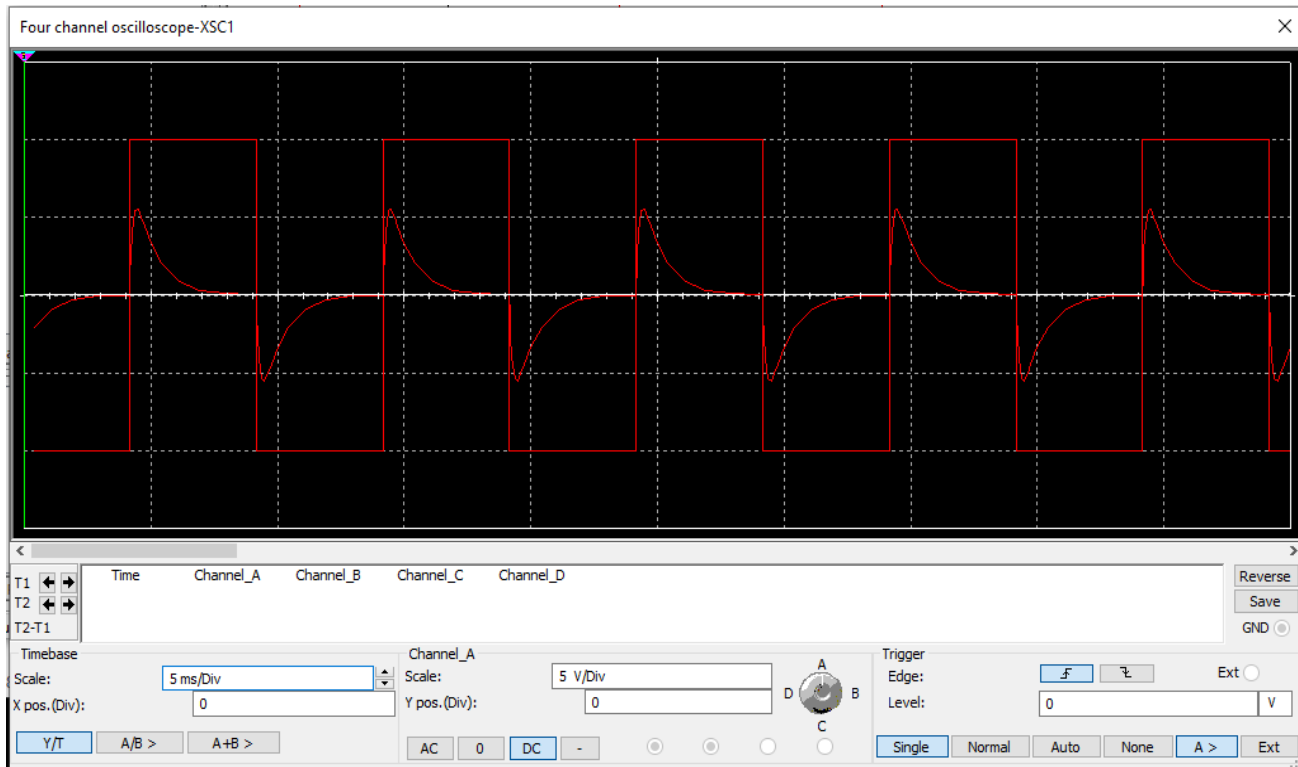 Four channel oscilloscope-XSC1
Time Channel_A Channel_B Channel_C Channel_D
T1
T2
T2-T1
Reverse
Save
GND
Timebase
Scale: 5 ms/Div
X pos.(Div): 0
Y/T A/B > A+B >
Channel_A
Scale: 5 V/Div
Y pos.(Div): 0
AC 0 DC -
A
D B
C
Trigger
Edge: Ext
Level: 0 V
Single Normal Auto None A > Ext